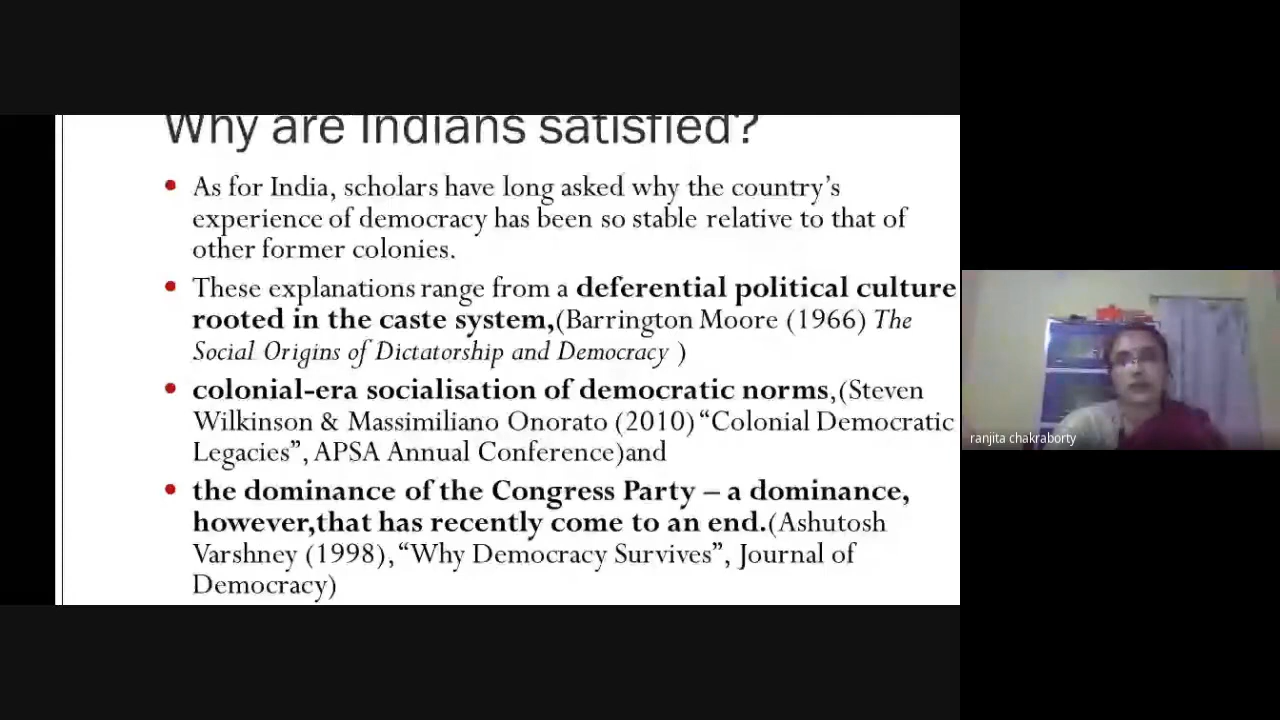 Why are Indians satisfied?
As for India, scholars have long asked why the country's
experience of democracy has been so stable relative to that of
other former colonies.
These explanations range from a deferential political culture
rooted in the caste system,(Barrington Moore (1966) The
Social Origins of Dictatorship and Democracy )
colonial-era socialisation of democratic norms,(Steven
Wilkinson & Massimiliano Onorato (2010) “Colonial Democratic
Legacies”, APSA Annual Conference)and
the dominance of the Congress Party – a dominance,
however,that has recently come to an end.(Ashutosh
Varshney (1998), “Why Democracy Survives”, Journal of
Democracy)
ranjita chakraborty